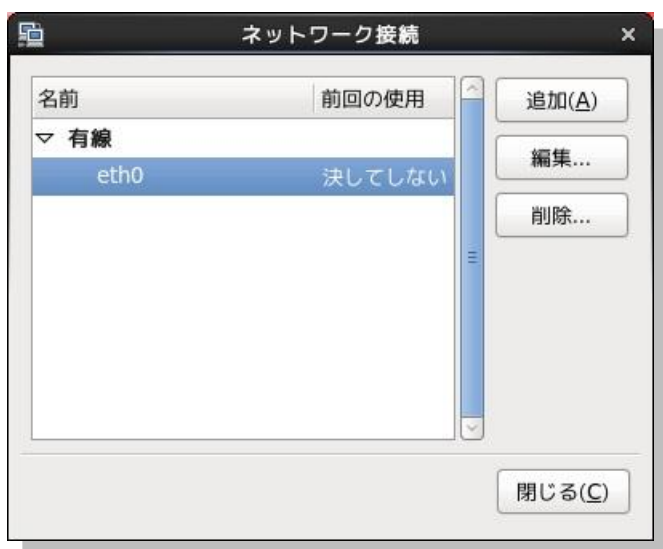 ネットワーク接続
名前 前回の使用
有線
eth0 決してしない
追加(A)
編集...
削除...
閉じる(C)